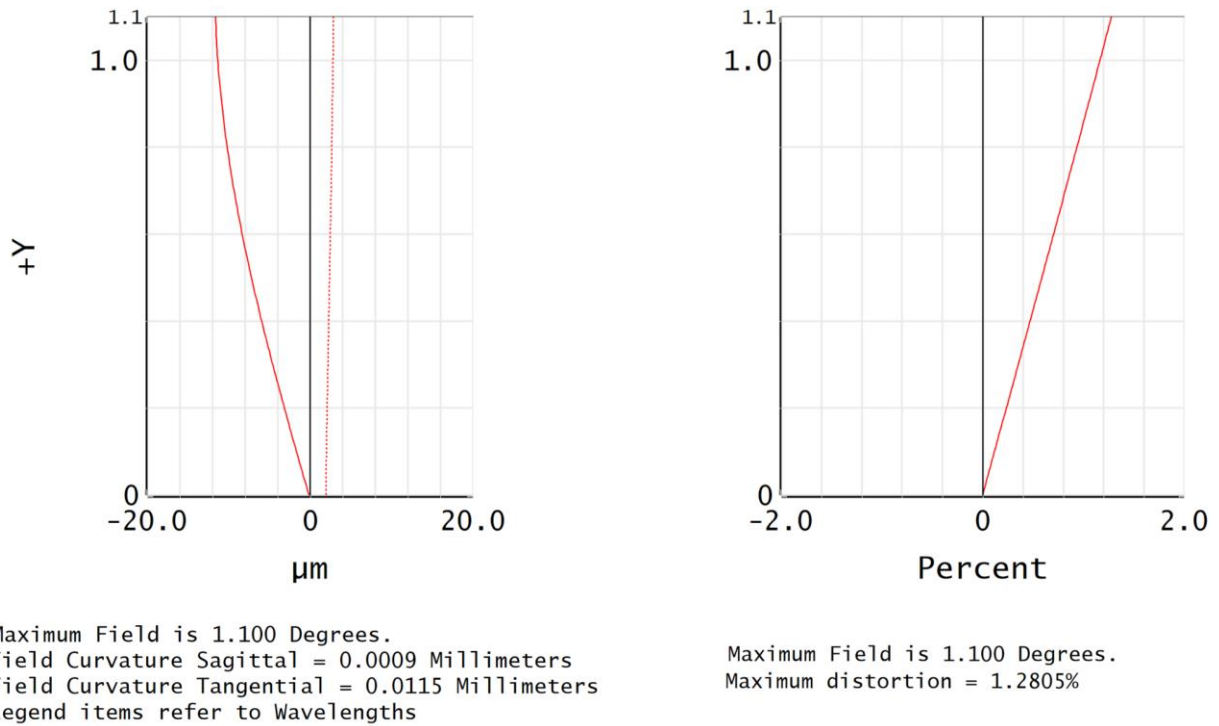 1.1
1.0
+Y
0
-20.0 0 20.0
µm
Maximum Field is 1.100 Degrees.
Field Curvature Sagittal = 0.0009 Millimeters
Field Curvature Tangential = 0.0115 Millimeters
Legend items refer to Wavelengths
1.1
1.0
0
-2.0 0 2.0
Percent
Maximum Field is 1.100 Degrees.
Maximum distortion = 1.2805%